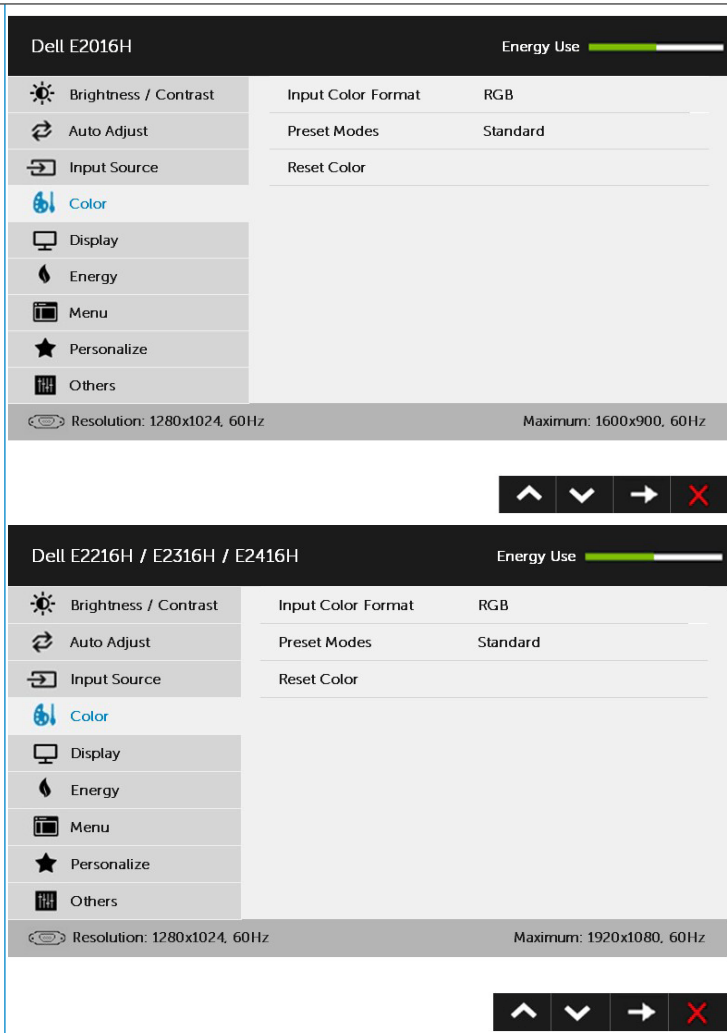 Dell E2016H Energy Use
Brightness / Contrast Input Color Format RGB
Auto Adjust Preset Modes Standard
Input Source Reset Color
Color
Display
Energy
Menu
Personalize
Others
Resolution: 1280x1024, 60Hz Maximum: 1600x900, 60Hz
Dell E2216H / E2316H / E2416H Energy Use
Brightness / Contrast Input Color Format RGB
Auto Adjust Preset Modes Standard
Input Source Reset Color
Color
Display
Energy
Menu
Personalize
Others
Resolution: 1280x1024, 60Hz Maximum: 1920x1080, 60Hz